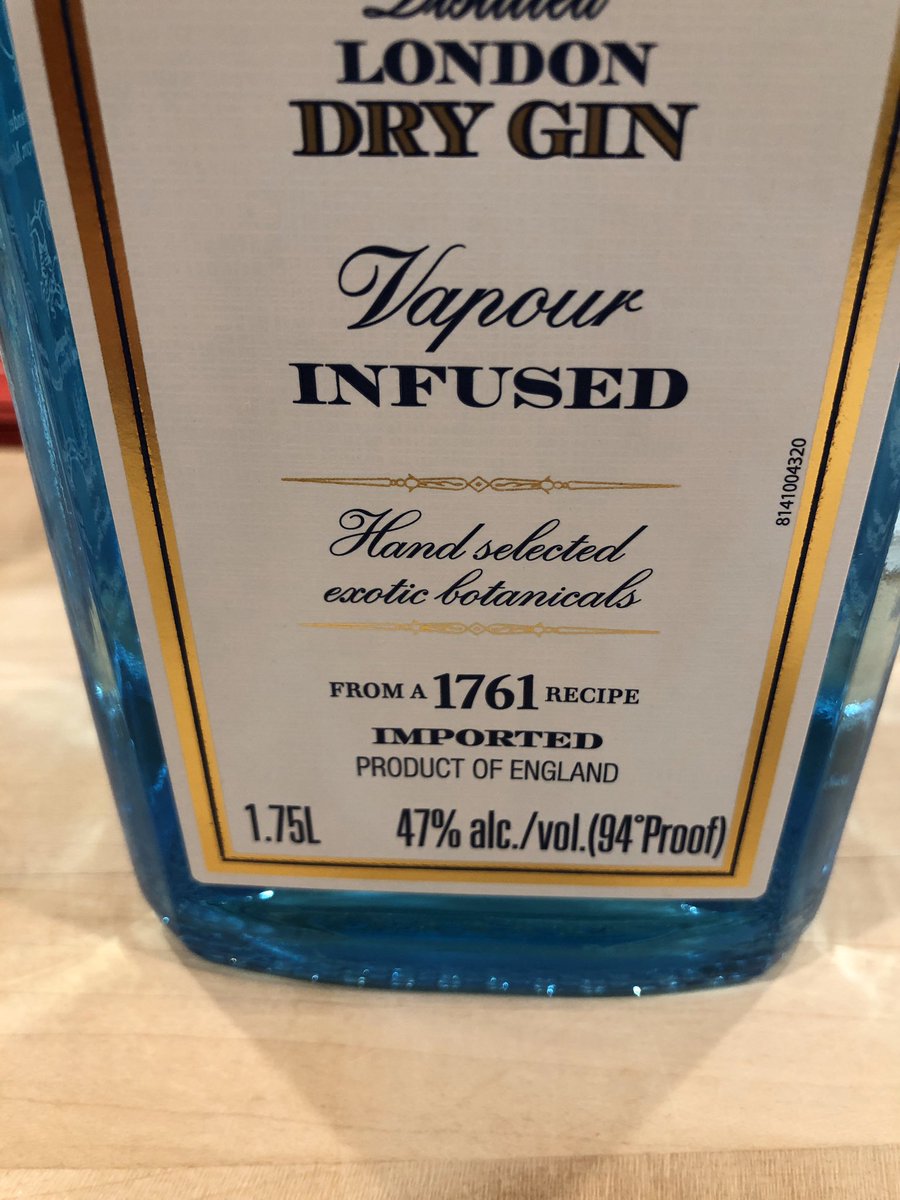 Distilled
LONDON
DRY GIN
Vapour
INFUSED
Hand selected
exotic botanicals
FROM A 1761 RECIPE
IMPORTED
PRODUCT OF ENGLAND
1.75L 47% alc./vol.(94°Proof)
8141004320